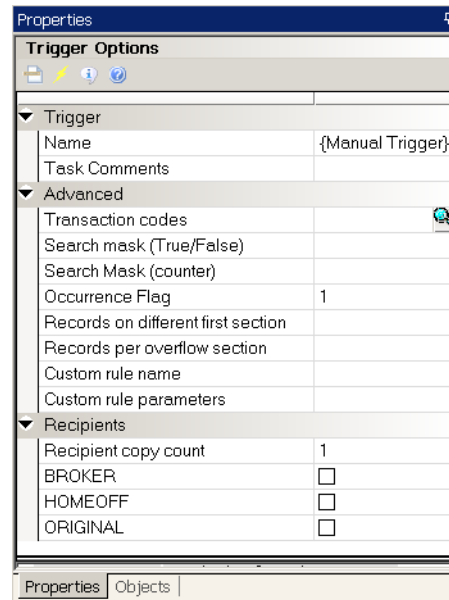 Properties
Trigger Options
Trigger
Name {Manual Trigger}
Task Comments
Advanced
Transaction codes
Search mask (True/False)
Search Mask (counter)
Occurrence Flag 1
Records on different first section
Records per overflow section
Custom rule name
Custom rule parameters
Recipients
Recipient copy count 1
BROKER
HOMEOFF
ORIGINAL
Properties Objects